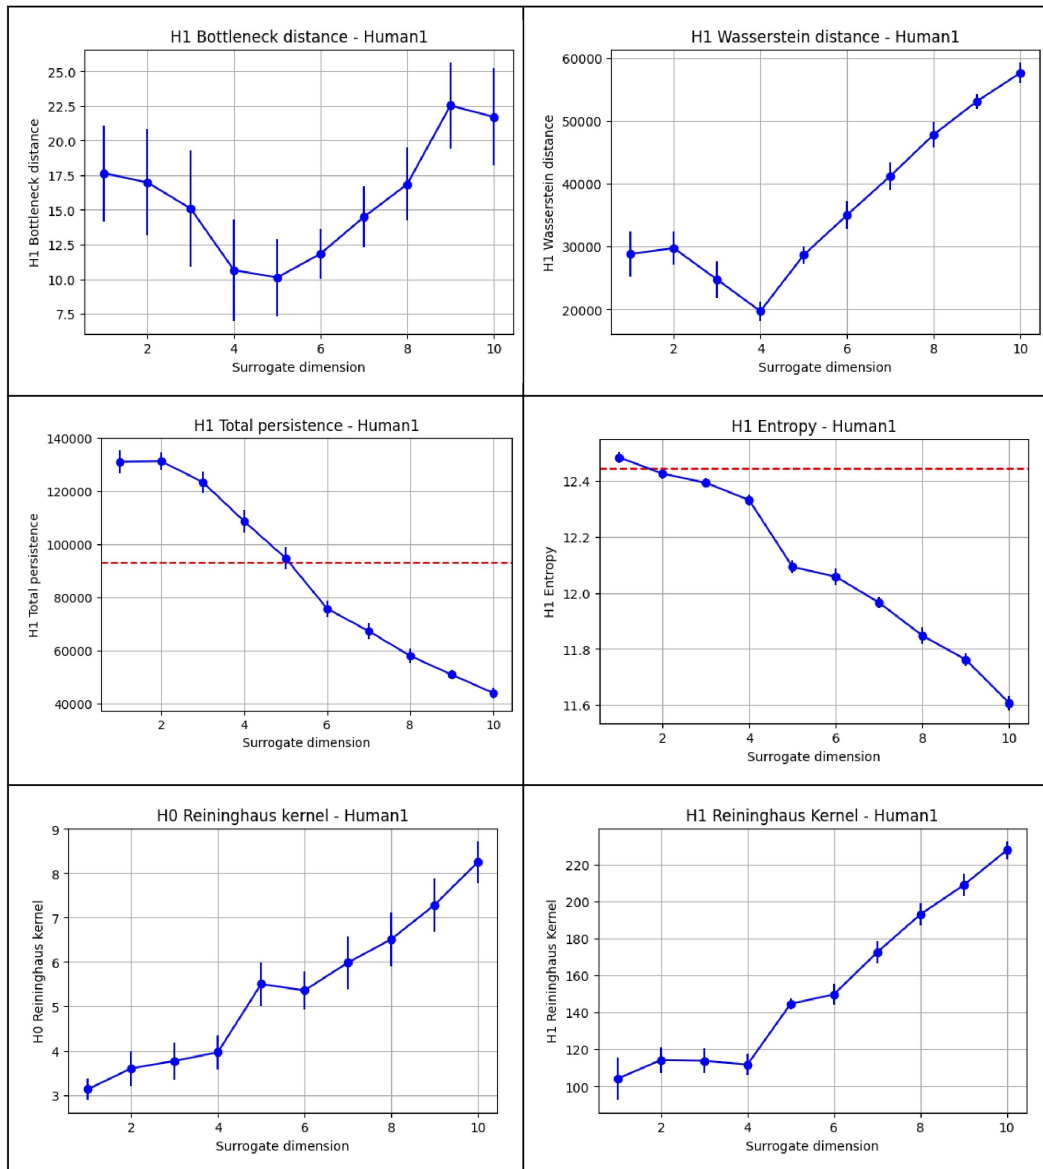 H1 Bottleneck distance - Human1
H1 Bottleneck distance
25.0
22.5
20.0
17.5
15.0
12.5
10.0
7.5
2 4 6 8 10
Surrogate dimension
H1 Wasserstein distance - Human1
H1 Wasserstein distance
60000
50000
40000
30000
20000
2 4 6 8 10
Surrogate dimension
H1 Total persistence - Human1
H1 Total persistence
140000
120000
100000
80000
60000
40000
2 4 6 8 10
Surrogate dimension
H1 Entropy - Human1
H1 Entropy
12.4
12.2
12.0
11.8
11.6
2 4 6 8 10
Surrogate dimension
H0 Reininghaus kernel - Human1
H0 Reininghaus kernel
9
8
7
6
5
4
3
2 4 6 8 10
Surrogate dimension
H1 Reininghaus Kernel - Human1
H1 Reininghaus Kernel
220
200
180
160
140
120
100
2 4 6 8 10
Surrogate dimension